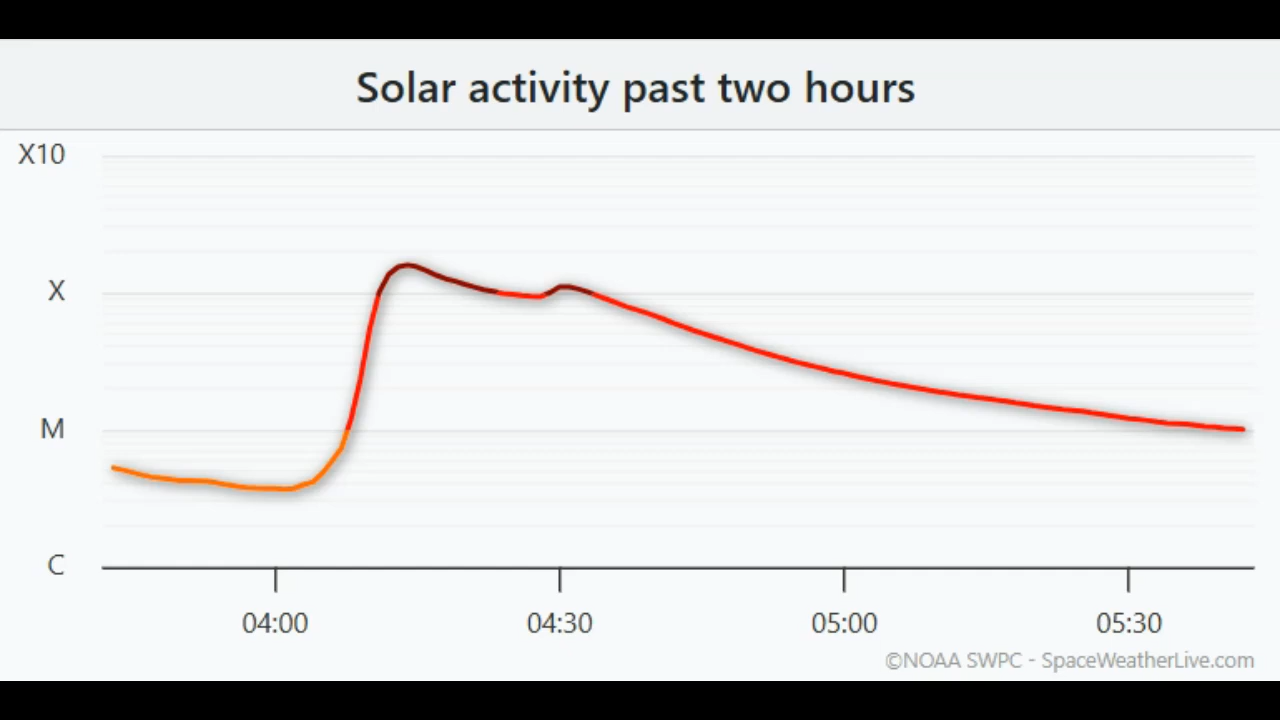 Solar activity past two hours
X10
X
M
C
04:00 04:30 05:00 05:30
©NOAA SWPC - SpaceWeatherLive.com